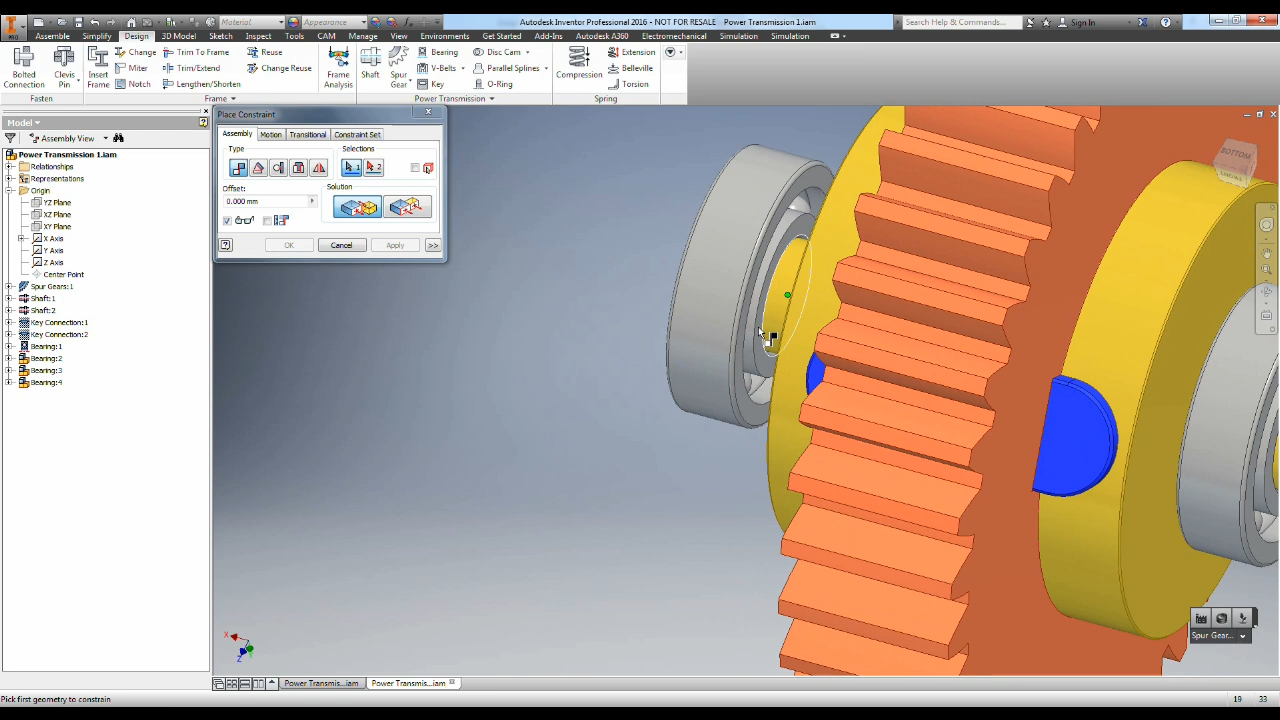 Material Appearance Autodesk Inventor Professional 2016 - NOT FOR RESALE Power Transmission 1.iam Search Help & Commands... Sign In
PRO Assembly Simplify Design 3D Model Sketch Inspect Tools CAM Manage View Environments Get Started Add-Ins Autodesk A360 Electromechanical Simulation Simulation
Bolted Connection Clevis Pin Insert Frame Change Miter Notch Trim To Frame Trim/Extend Lengthen/Shorten Reuse Change Reuse Frame Analysis Shaft Spur Gear Bearing V-Belts Key Disc Cam Parallel Splines O-Ring Compression Extension Belleville Torsion
Fasten Frame Power Transmission Spring
Model
Assembly View
Power Transmission 1.iam
Relationships
Representations
Origin
YZ Plane
XZ Plane
XY Plane
X Axis
Y Axis
Z Axis
Center Point
Spur Gears:1
Shaft:1
Shaft:2
Key Connection:1
Key Connection:2
Bearing:1
Bearing:2
Bearing:3
Bearing:4
Place Constraint
Assembly Motion Transitional Constraint Set
Type Selections
1 2
Offset: Solution
0.000 mm
OK Cancel Apply >>
BOTTOM
X
Z
Spur Gear...
Power Transmis...iam Power Transmis...iam
Pick first geometry to constrain 19 33